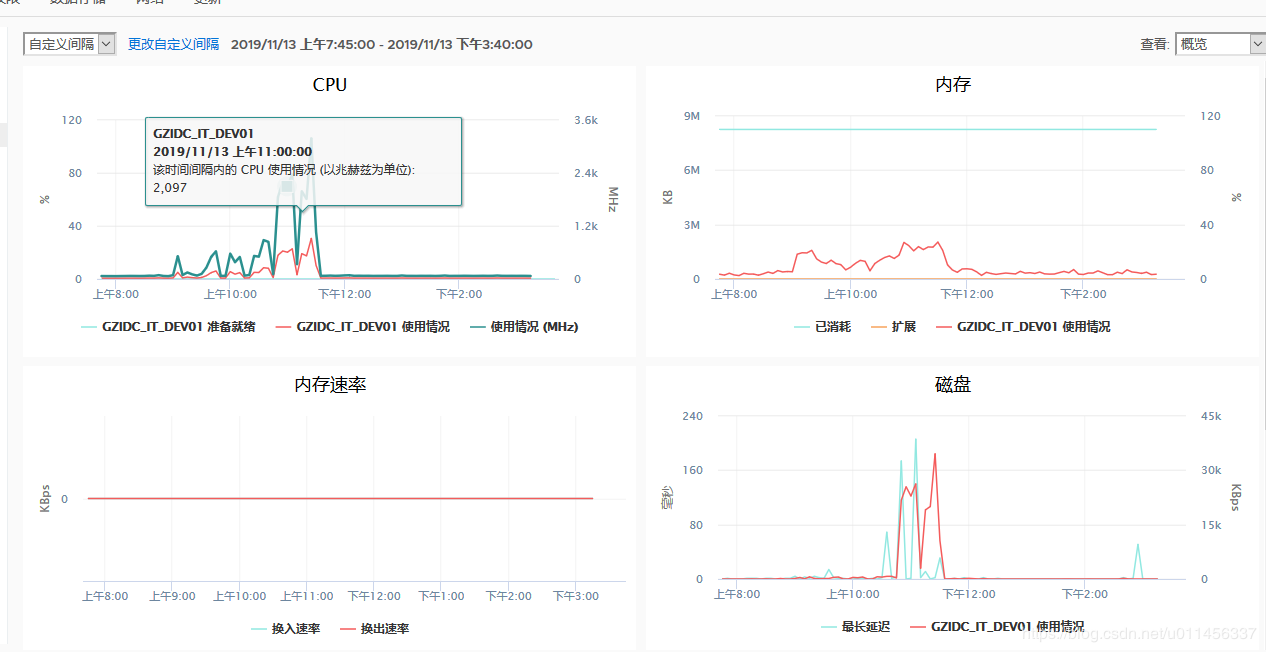 数据存储 网络 更新
自定义间隔 更改自定义间隔 2019/11/13 上午7:45:00 - 2019/11/13 下午3:40:00 查看: 概览
CPU
120 3.6k
80 2.4k
40 1.2k
0 0
% MHz
GZIDC_IT_DEV01
2019/11/13 上午11:00:00
该时间间隔内的 CPU 使用情况 (以兆赫兹为单位):
2,097
上午8:00 上午10:00 下午12:00 下午2:00
GZIDC_IT_DEV01 准备就绪 GZIDC_IT_DEV01 使用情况 使用情况 (MHz)
内存
9M 120
6M 80
3M 40
0 0
KB %
上午8:00 上午10:00 下午12:00 下午2:00
已消耗 扩展 GZIDC_IT_DEV01 使用情况
内存速率
KBps 0
上午8:00 上午9:00 上午10:00 上午11:00 下午12:00 下午1:00 下午2:00 下午3:00
换入速率 换出速率
磁盘
240 45k
160 30k
80 15k
0 0
毫秒 KBps
上午8:00 上午10:00 下午12:00 下午2:00
最长延迟 GZIDC_IT_DEV01 使用情况
https://blog.csdn.net/u011456337